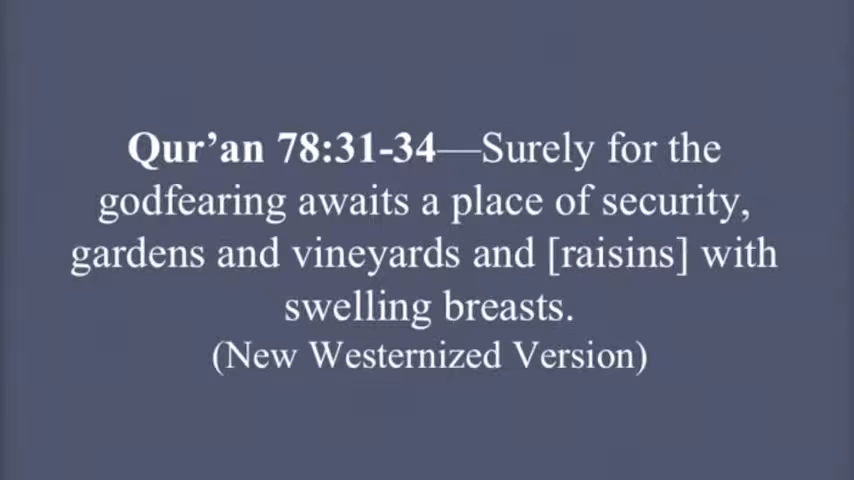 Qur’an 78:31-34—Surely for the
godfearing awaits a place of security,
gardens and vineyards and [raisins] with
swelling breasts.
(New Westernized Version)